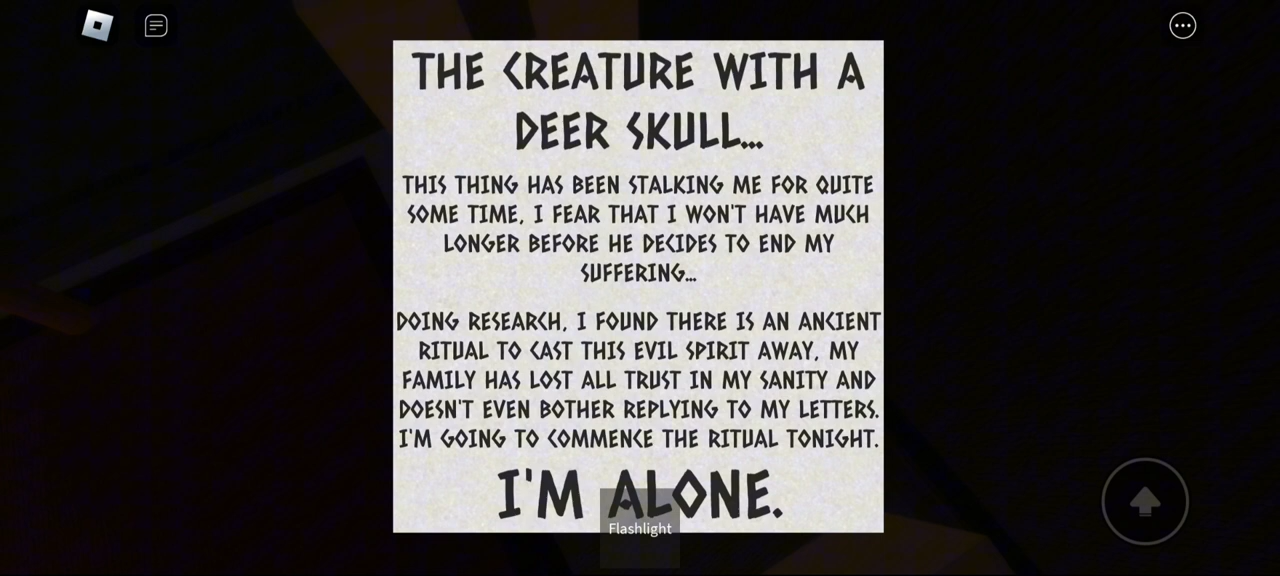 THE CREATURE WITH A
DEER SKULL...
THIS THING HAS BEEN STALKING ME FOR QUITE
SOME TIME, I FEAR THAT I WON'T HAVE MUCH
LONGER BEFORE HE DECIDES TO END MY
SUFFERING...
DOING RESEARCH, I FOUND THERE IS AN ANCIENT
RITUAL TO CAST THIS EVIL SPIRIT AWAY, MY
FAMILY HAS LOST ALL TRUST IN MY SANITY AND
DOESN'T EVEN BOTHER REPLYING TO MY LETTERS.
I'M GOING TO COMMENCE THE RITUAL TONIGHT.
I'M ALONE.
Flashlight